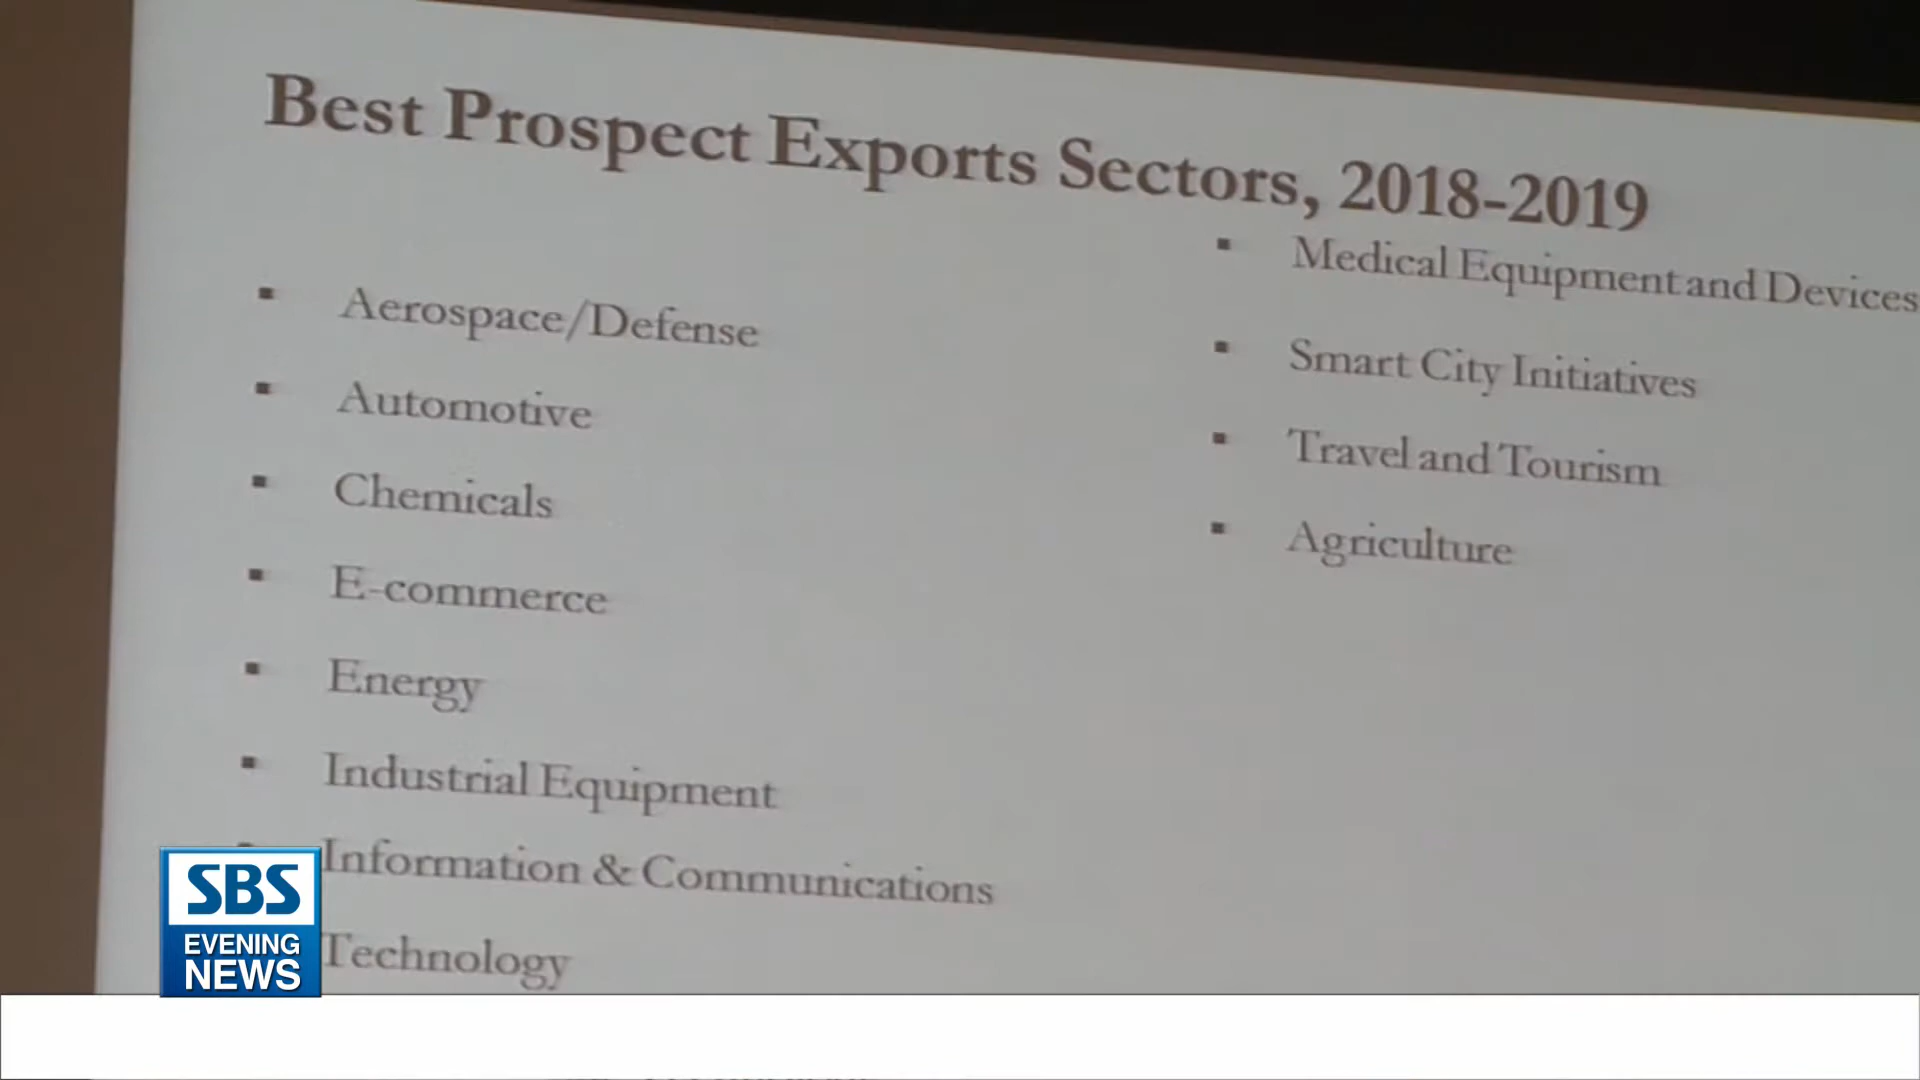 Best Prospect Exports Sectors, 2018-2019
▪ Aerospace/Defense
▪ Automotive
▪ Chemicals
▪ E-commerce
▪ Energy
▪ Industrial Equipment
Information & Communications
Technology
▪ Medical Equipment and Devices
▪ Smart City Initiatives
▪ Travel and Tourism
▪ Agriculture
SBS
EVENING
NEWS